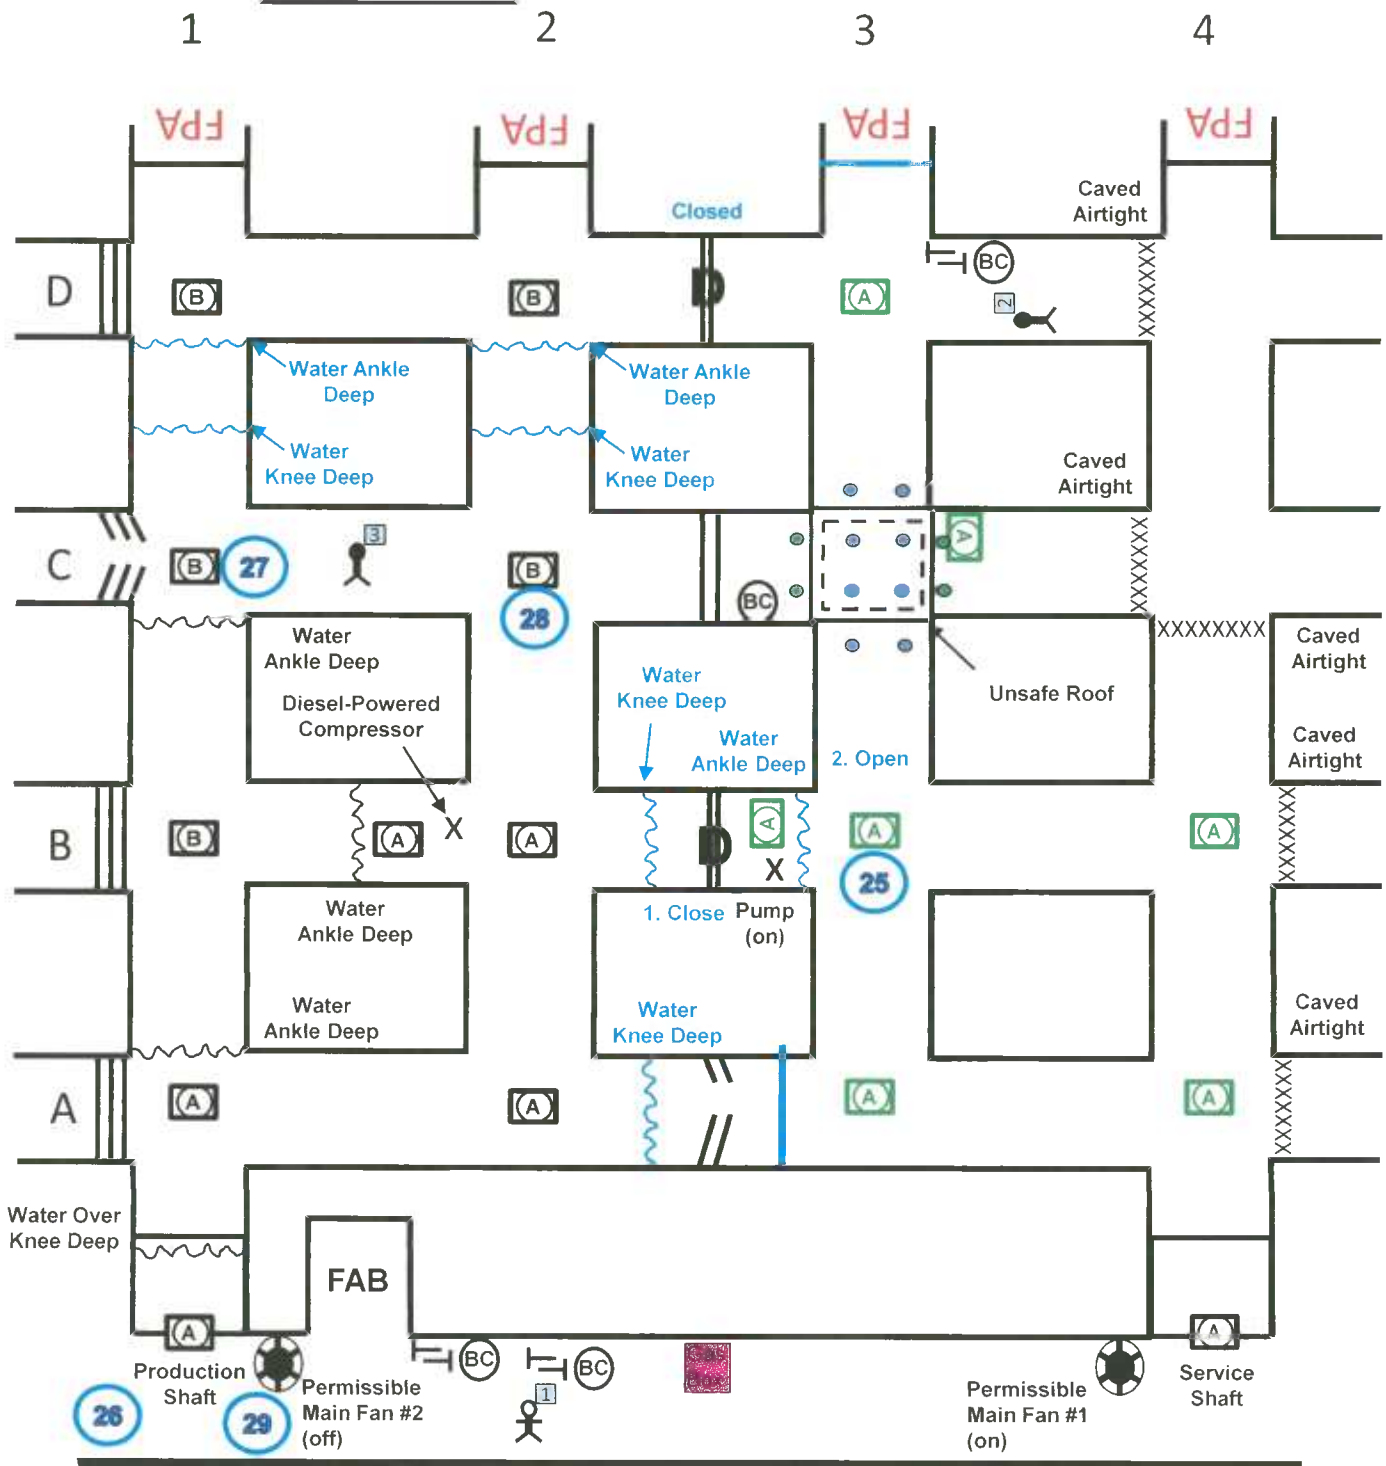 1 2 3 4
FPA FPA FPA FPA
Caved
Airtight
Closed
D
BC
B B D A
2
Water Ankle
Deep
Water Ankle
Deep
Water
Knee Deep
Water
Knee Deep
Caved
Airtight
3
A
C
B
27
B
28
BC
Water
Ankle Deep
XXXXXXXX
Caved
Airtight
Water
Knee Deep
Unsafe Roof
Diesel-Powered
Compressor
Water
Ankle Deep
2. Open
Caved
Airtight
B
B
A
X
A
D
A
X
A
25
A
Water
Ankle Deep
1. Close
Pump
(on)
Water
Ankle Deep
Water
Knee Deep
Caved
Airtight
A
A
A
A
A
Water Over
Knee Deep
FAB
A
A
Production
Shaft
BC
BC
Service
Shaft
26
29
Permissible
Main Fan #2
(off)
1
Permissible
Main Fan #1
(on)